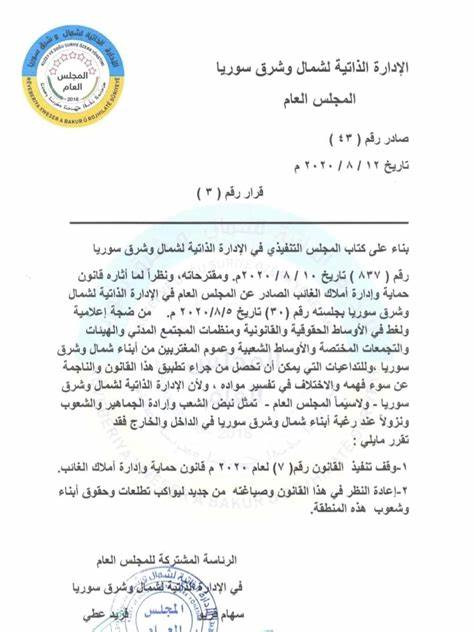 الإدارة الذاتية لشمال وشرق سوريا
المجلس العام
المجلس
العام
2018
RÊVEBERIYA XWESER A BAKUR Û ROJHILATÊ SÛRIYEYÊ
صادر رقم ( ٤٣ )
تاريخ ١٢ / ٨ / ٢٠٢٠ م
قرار رقم ( ٣ )
بناء على كتاب المجلس التنفيذي في الإدارة الذاتية لشمال وشرق سوريا
رقم ( ٨٣٧ ) تاريخ ١٠ / ٨ / ٢٠٢٠م. ومقترحاته، ونظراً لما أثاره قانون
حماية وإدارة أملاك الغائب الصادر عن المجلس العام في الإدارة الذاتية لشمال
وشرق سوريا بجلسته رقم (٣٠) تاريخ ٢٠٢٠/٨/٥م. من ضجة إعلامية
ولغط في الأوساط الحقوقية والقانونية ومنظمات المجتمع المدني والهيئات
والتجمعات المختصة والأوساط الشعبية وعموم المغتربين من أبناء شمال وشرق
سوريا ،وللتداعيات التي يمكن أن تحصل من جراء تطبيق هذا القانون والناجمة
عن سوء فهمه والاختلاف في تفسير مواده ، ولأن الإدارة الذاتية لشمال وشرق
سوريا - ولاسيَما المجلس العام - تمثل نبض الشعب وإرادة الجماهير والشعوب
ونزولاً عند رغبة أبناء شمال وشرق سوريا في الداخل والخارج فقد
تقرر مايلي :
١-وقف تنفيذ القانون رقم (٧) لعام ٢٠٢٠ م قانون حماية وإدارة أملاك الغائب.
٢-إعادة النظر في هذا القانون وصياغته من جديد ليواكب تطلعات وحقوق أبناء
وشعوب هذه المنطقة.
الرئاسة المشتركة للمجلس العام
في الإدارة الذاتية لشمال وشرق سوريا
سهام فريد عطي
المجلس